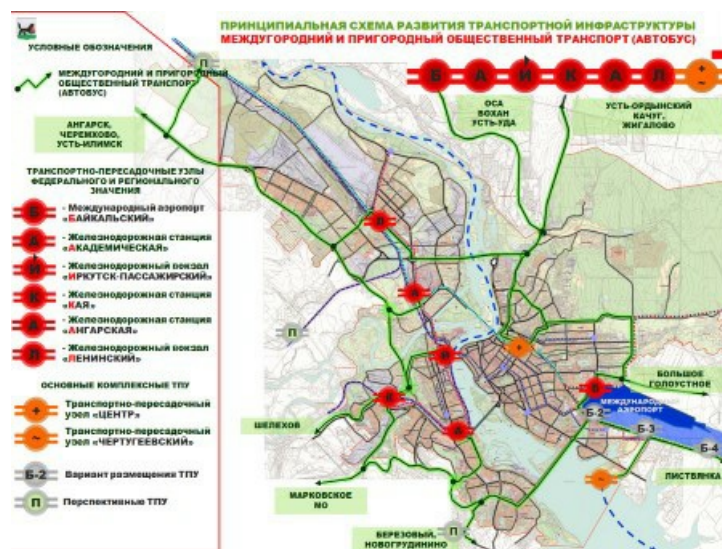 ПРИНЦИПИАЛЬНАЯ СХЕМА РАЗВИТИЯ ТРАНСПОРТНОЙ ИНФРАСТРУКТУРЫ
МЕЖДУГОРОДНИЙ И ПРИГОРОДНЫЙ ОБЩЕСТВЕННЫЙ ТРАНСПОРТ (АВТОБУС)
Б А Й К А Л + ~
УСЛОВНЫЕ ОБОЗНАЧЕНИЯ
МЕЖДУГОРОДНИЙ И ПРИГОРОДНЫЙ
ОБЩЕСТВЕННЫЙ ТРАНСПОРТ
(АВТОБУС)
АНГАРСК,
ЧЕРЕМХОВО,
УСТЬ-ИЛИМСК
ТРАНСПОРТНО-ПЕРЕСАДОЧНЫЕ УЗЛЫ
ФЕДЕРАЛЬНОГО И РЕГИОНАЛЬНОГО
ЗНАЧЕНИЯ
Б - Международный аэропорт
«БАЙКАЛЬСКИЙ»
А - Железнодорожная станция
«АКАДЕМИЧЕСКАЯ»
И - Железнодорожный вокзал
«ИРКУТСК-ПАССАЖИРСКИЙ»
К - Железнодорожная станция
«КАЯ»
А - Железнодорожная станция
«АНГАРСКАЯ»
Л - Железнодорожный вокзал
«ЛЕНИНСКИЙ»
ОСНОВНЫЕ КОМПЛЕКСНЫЕ ТПУ
+ Транспортно-пересадочный
узел «ЦЕНТР»
~ Транспортно-пересадочный
узел «ЧЕРТУГЕЕВСКИЙ»
Б-2 Вариант размещения ТПУ
П Перспективные ТПУ
П
ОСА
БОХАН
УСТЬ-УДА
УСТЬ-ОРДЫНСКИЙ
КАЧУГ,
ЖИГАЛОВО
А
П
+
БОЛЬШОЕ
ГОЛОУСТНОЕ
МЕЖДУНАРОД
АЭРОПОРТ
Б-2
Б-3
Б-4
А
ШЕЛЕХОВ
ЛИСТВЯНКА
~
МАРКОВСКОЕ
МО
П
БЕРЕЗОВЫЙ,
НОВОГРУДИНИНО